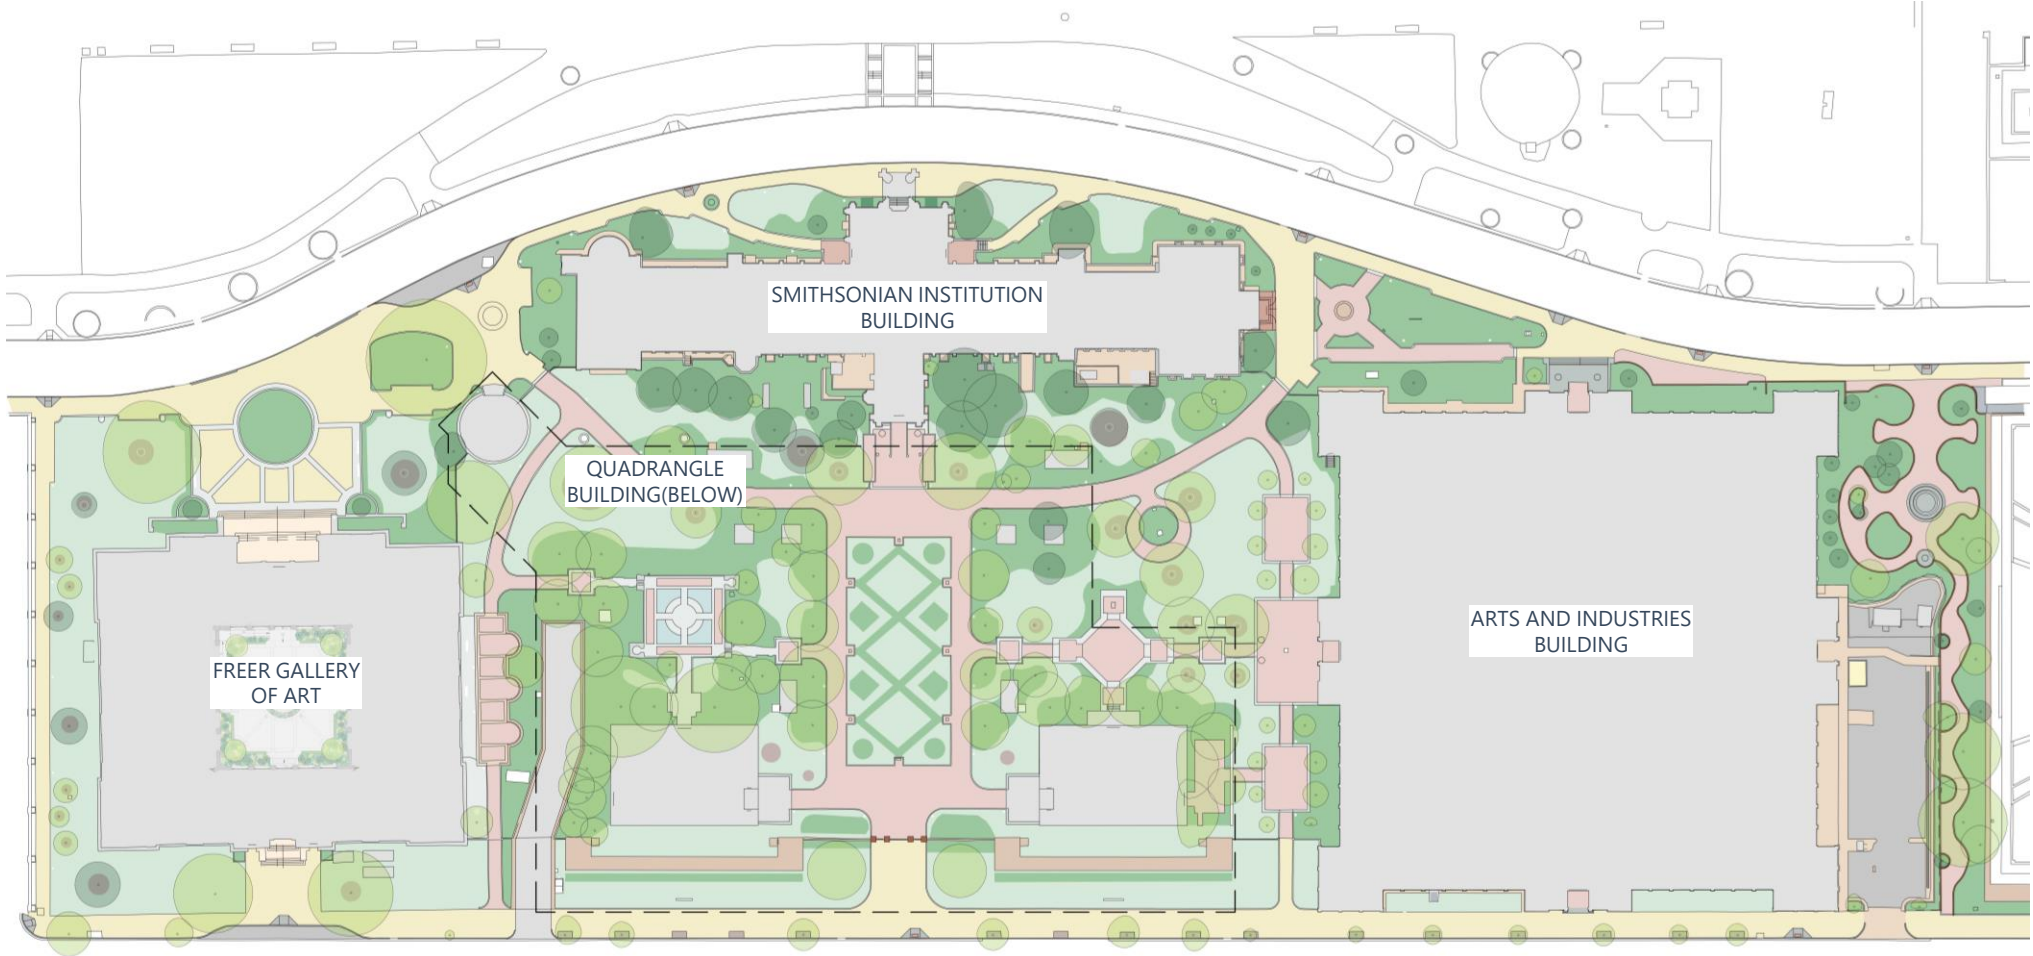 SMITHSONIAN INSTITUTION
BUILDING
QUADRANGLE
BUILDING(BELOW)
ARTS AND INDUSTRIES
BUILDING
FREER GALLERY
OF ART